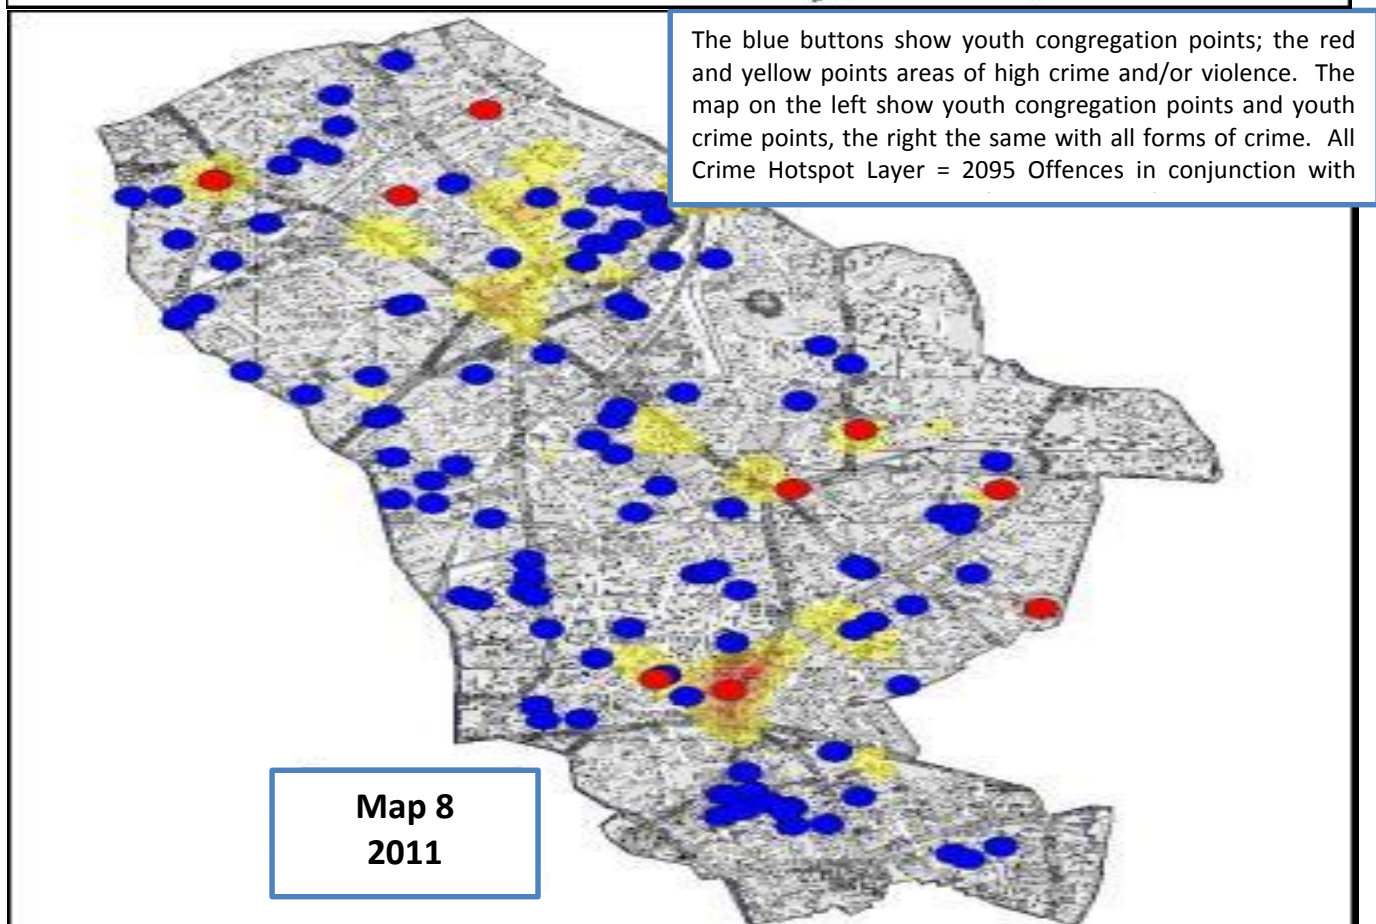 The blue buttons show youth congregation points; the red
and yellow points areas of high crime and/or violence. The
map on the left show youth congregation points and youth
crime points, the right the same with all forms of crime. All
Crime Hotspot Layer = 2095 Offences in conjunction with
Map 8
2011